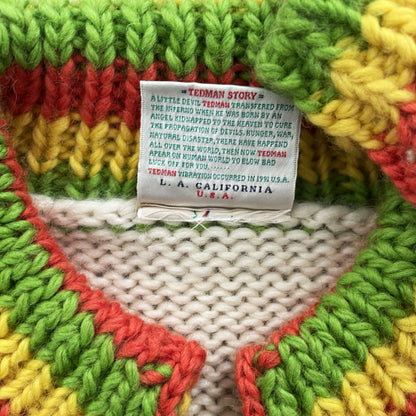 "TEDMAN STORY"
A LITTLE DEVIL TEDMAN TRANSFERED FROM
THE INFERNO WHEN HE WAS BORN BY AN
ANGEL KIDNAPPED TO THE HEAVEN TO CURE
THE PROPAGATION OF DEVILS. HUNGER, WAR,
NATURAL DISASTER, THERE HAVE HAPPEND
ALL OVER THE WORLD, THEN NOW TEDMAN
APEAR ON HUMAN WORLD TO BLOW BAD
LUCK OFF FOR YOU......
TEDMAN VIBRATION OCCURRED IN 1991 U.S.A.
L. A. CALIFORNIA
U.S.A.